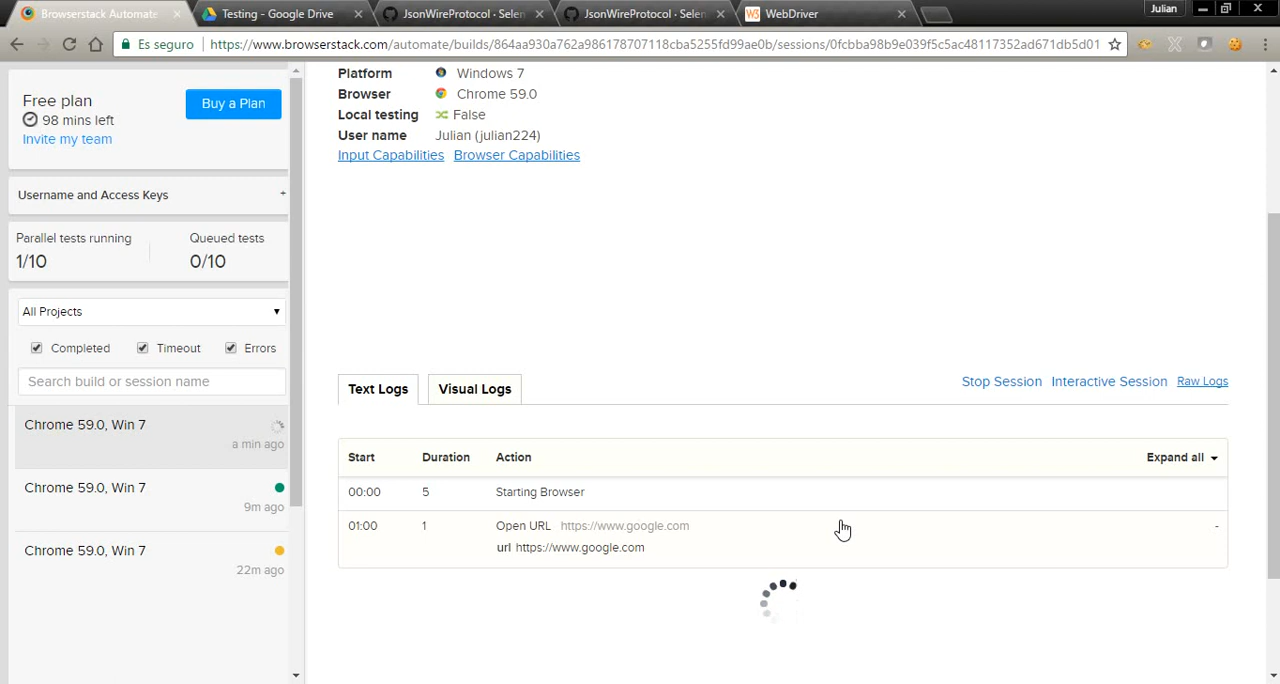 Browserstack Automate
Testing - Google Drive
JsonWireProtocol · Selen
JsonWireProtocol · Selen
WebDriver
Julian
Es seguro
https://www.browserstack.com/automate/builds/864aa930a762a986178707118cba5255fd99ae0b/sessions/0fcbba98b9e039f5c5ac48117352ad671db5d01
Free plan
98 mins left
Invite my team
Buy a Plan
Username and Access Keys +
Parallel tests running
1/10
Queued tests
0/10
All Projects
Completed
Timeout
Errors
Search build or session name
Chrome 59.0, Win 7
a min ago
Chrome 59.0, Win 7
9m ago
Chrome 59.0, Win 7
22m ago
Platform Windows 7
Browser Chrome 59.0
Local testing False
User name Julian (julian224)
Input Capabilities Browser Capabilities
Text Logs Visual Logs
Stop Session Interactive Session Raw Logs
Start Duration Action Expand all
00:00 5 Starting Browser
01:00 1 Open URL https://www.google.com -
url https://www.google.com